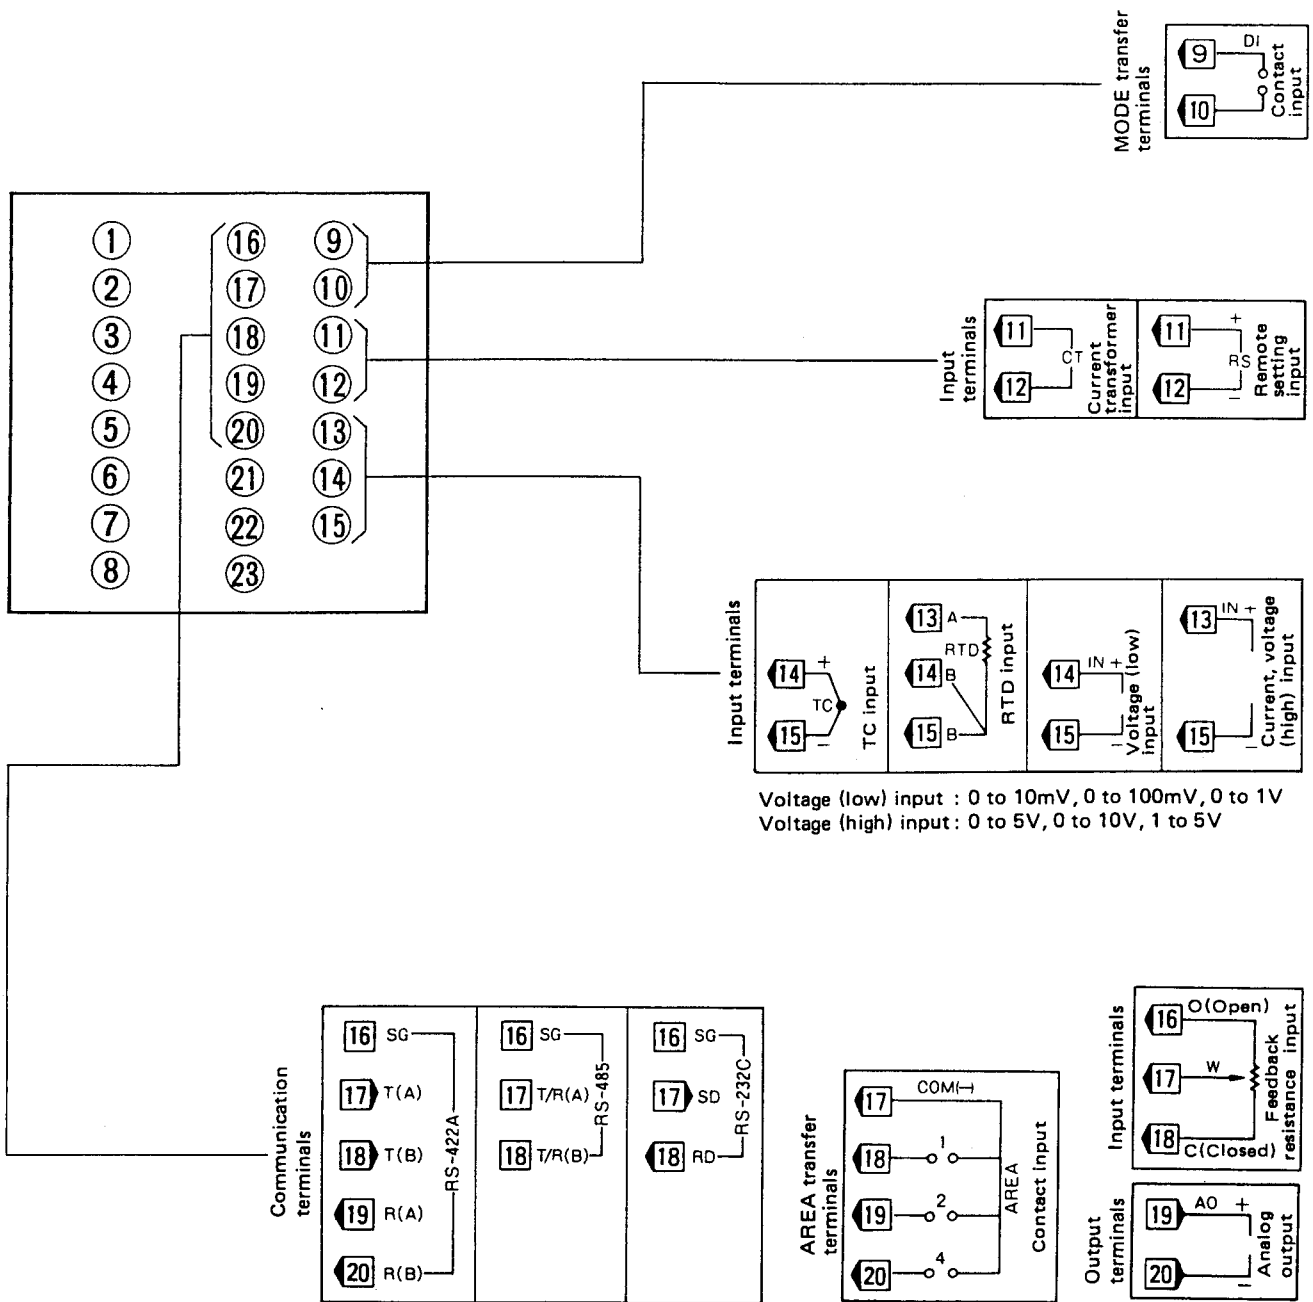 MODE transfer
terminals
9
DI
10
Contact
input
1
2
3
4
5
6
7
8
16
17
18
19
20
21
22
23
9
10
11
12
13
14
15
Input
terminals
11
12
CT
Current
transformer
input
11
+
12
−
RS
Remote
setting
input
Input terminals
14
+
TC
15
−
TC input
13 A
RTD
14 B
15 B
RTD input
14 IN +
15
−
Voltage (low)
input
13 IN +
15
−
Current, voltage
(high) input
Voltage (low) input : 0 to 10mV, 0 to 100mV, 0 to 1V
Voltage (high) input : 0 to 5V, 0 to 10V, 1 to 5V
Communication
terminals
16 SG
17 T(A)
18 T(B)
19 R(A)
20 R(B)
RS-422A
16 SG
17 T/R(A)
18 T/R(B)
RS-485
16 SG
17 SD
18 RD
RS-232C
AREA transfer
terminals
17 COM(−)
18 1
19 2
20 4
AREA
Contact input
Input terminals
16 O(Open)
17 W
18 C(Closed)
Feedback
resistance input
Output
terminals
19 AO +
20
−
Analog
output